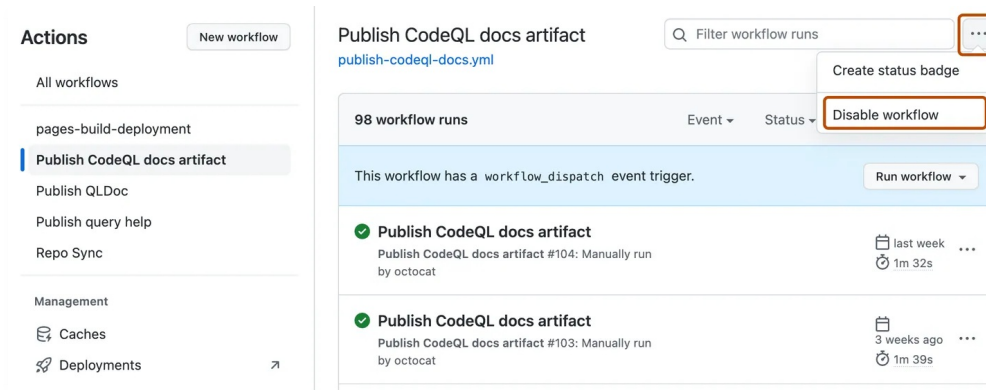 Actions
New workflow
All workflows
pages-build-deployment
Publish CodeQL docs artifact
Publish QLDoc
Publish query help
Repo Sync
Management
Caches
Deployments
Publish CodeQL docs artifact
publish-codeql-docs.yml
Filter workflow runs
Create status badge
Disable workflow
98 workflow runs
Event
Status
This workflow has a workflow_dispatch event trigger.
Run workflow
Publish CodeQL docs artifact
Publish CodeQL docs artifact #104: Manually run
by octocat
last week
1m 32s
Publish CodeQL docs artifact
Publish CodeQL docs artifact #103: Manually run
by octocat
3 weeks ago
1m 39s